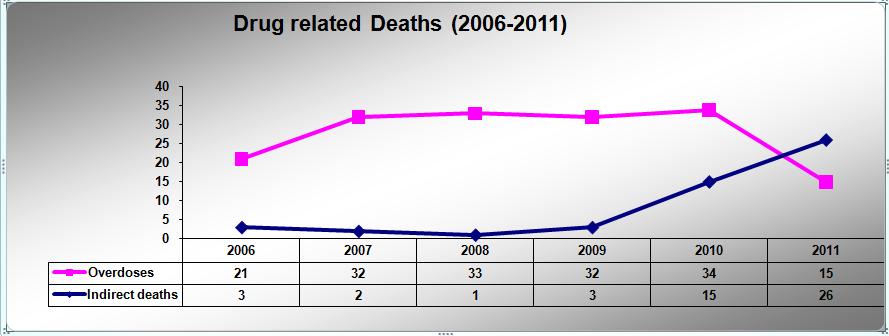 Drug related Deaths (2006-2011)
40
35
30
25
20
15
10
5
0
2006 2007 2008 2009 2010 2011
Overdoses 21 32 33 32 34 15
Indirect deaths 3 2 1 3 15 26